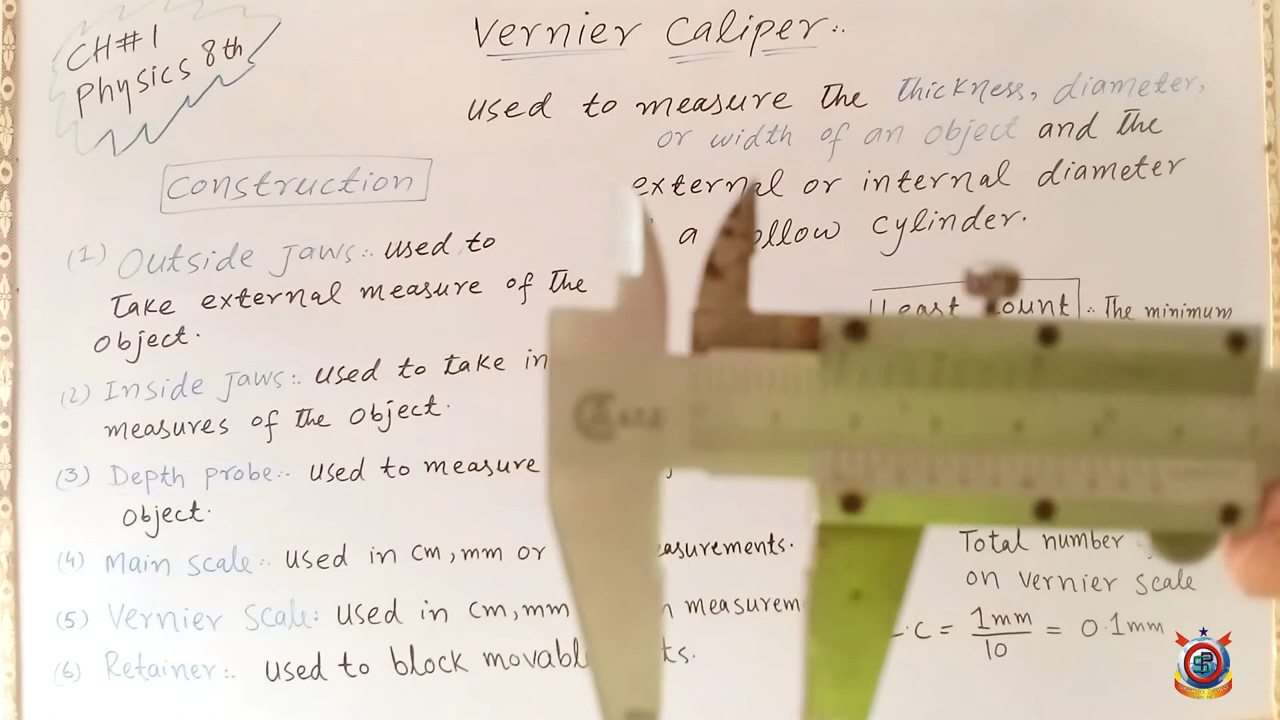 CH#1
Physics 8th
Vernier Caliper:.
used to measure the thickness, diameter,
or width of an object and the
external or internal diameter
a ollow cylinder.
Construction
(1) Outside jaws:. used to
take external measure of the
object.
(2) Inside jaws:. used to take in
measures of the object.
(3) Depth probe:. used to measure
object.
(4) Main scale:. used in cm, mm or easurements.
(5) Vernier scale: used in cm, mm measurem
(6) Retainer:. used to block movabl ts.
Least Count:. The minimum
Total number
on vernier scale
.C = 1mm/10 = 0.1mm